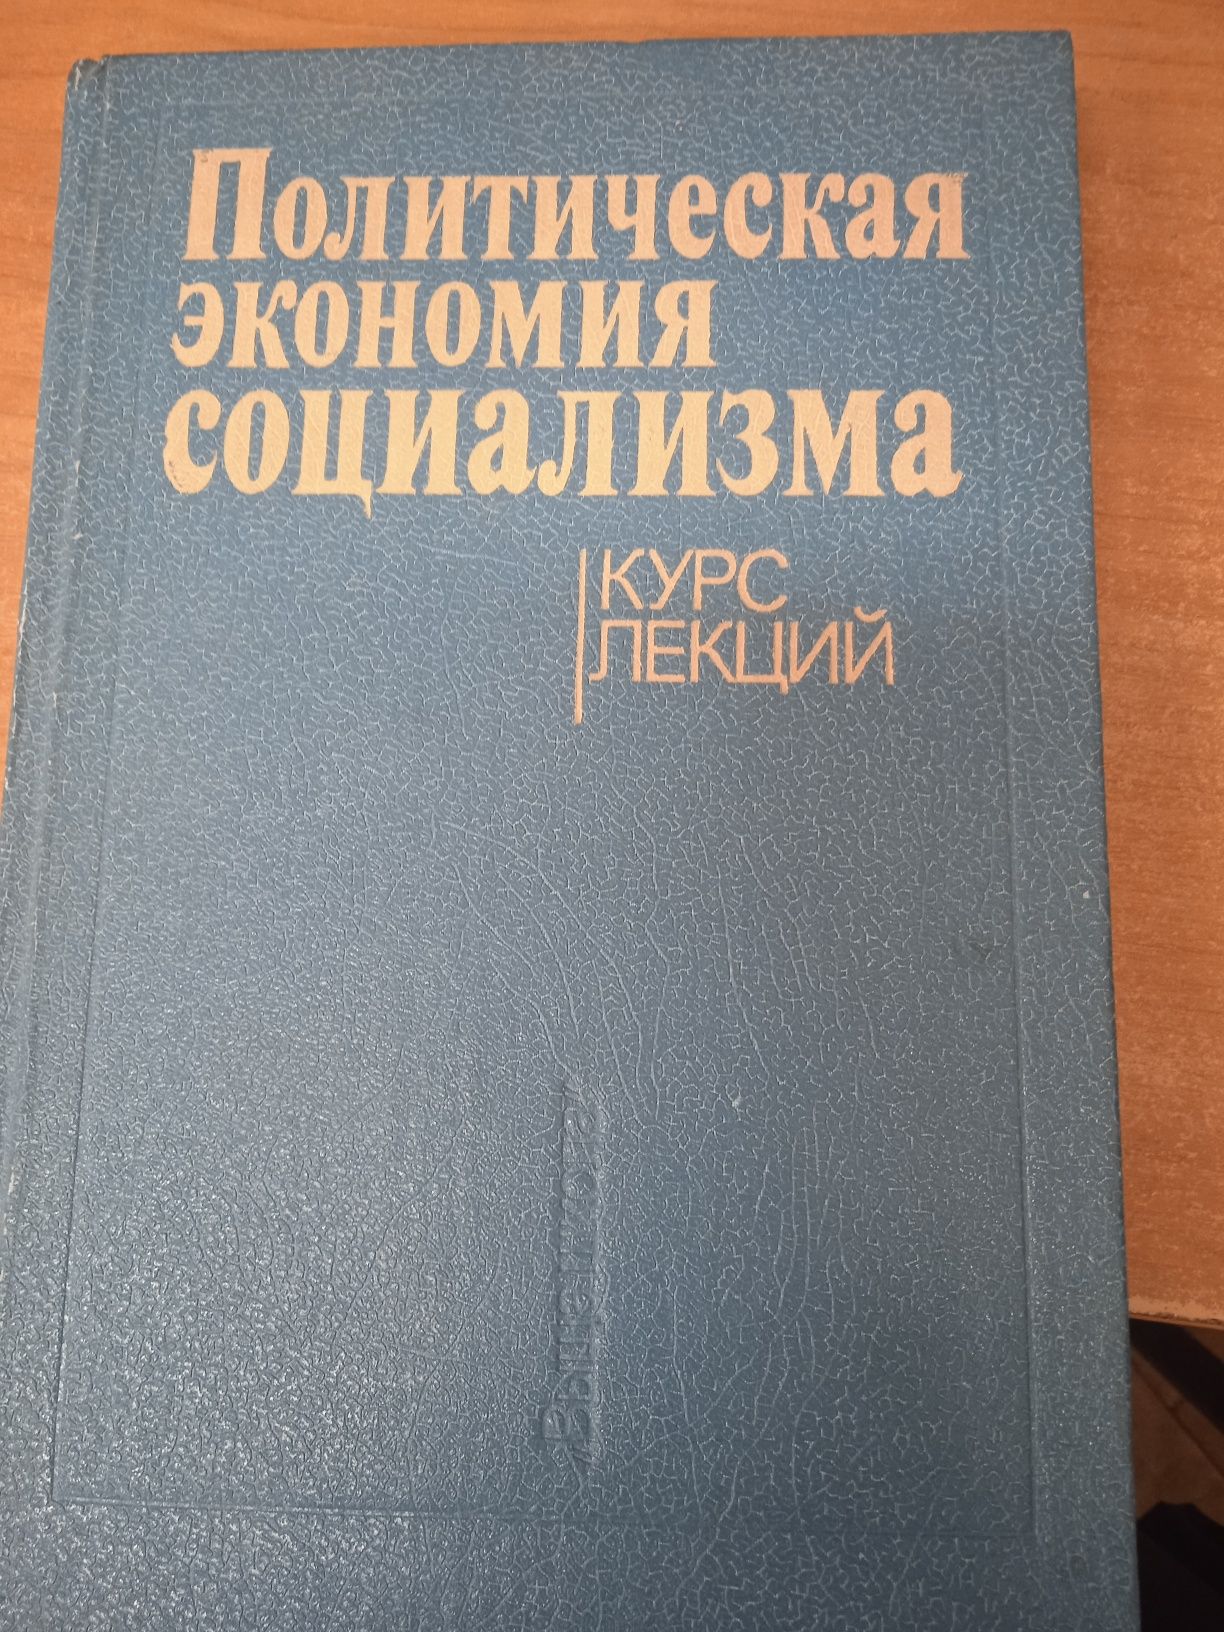 Политическая
экономия
социализма
КУРС
ЛЕКЦИЙ